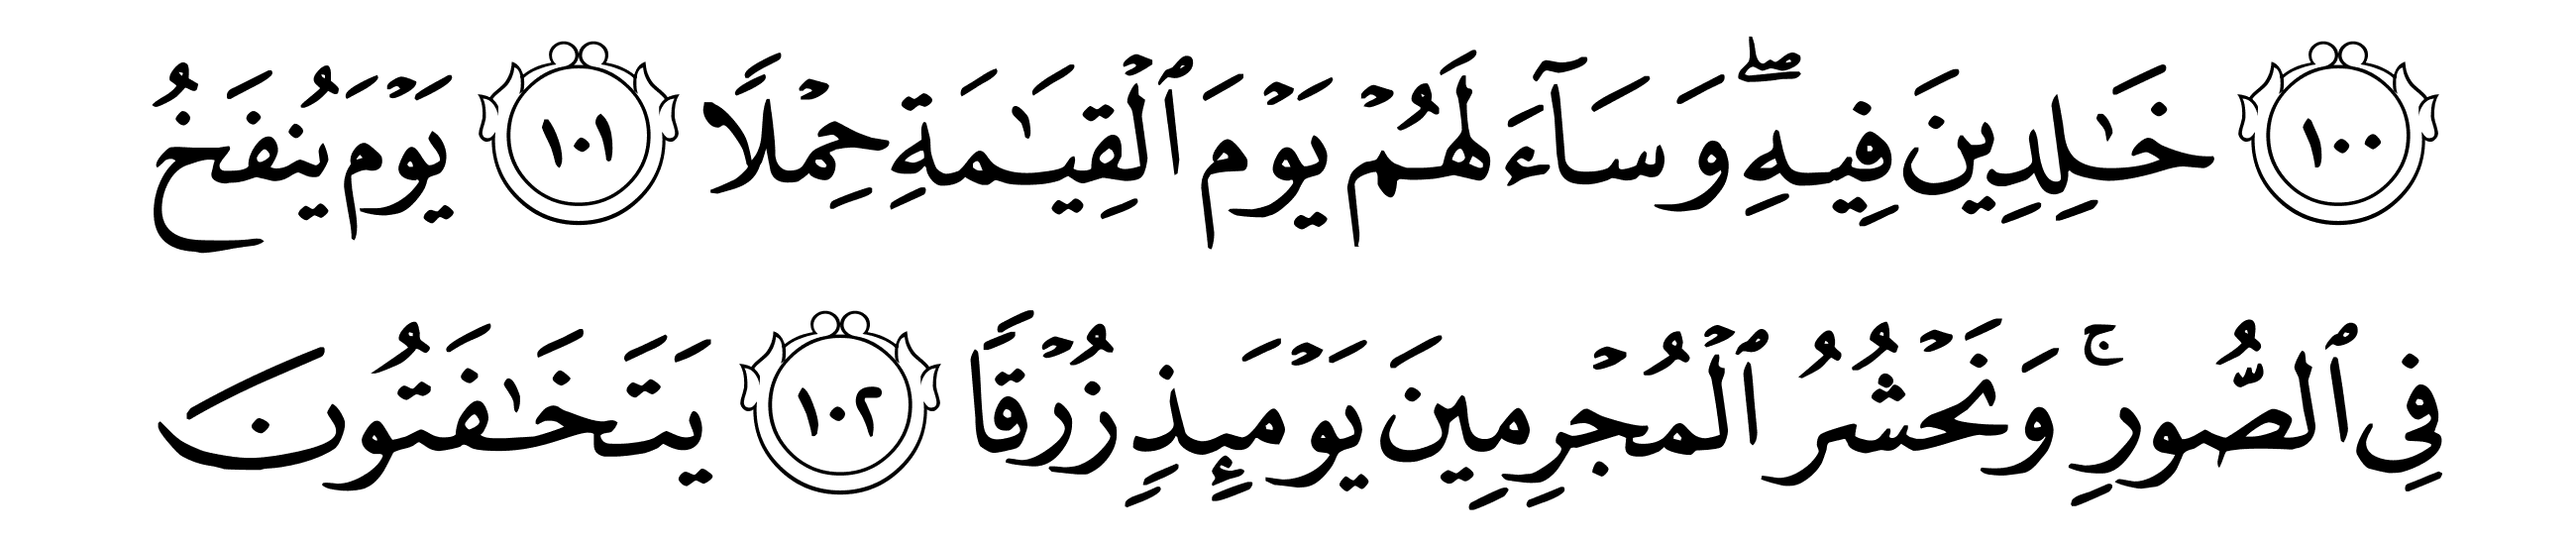 ١٠٠ خَـٰلِدِينَ فِيهِ ۖ وَسَآءَ لَهُمْ يَوْمَ ٱلْقِيَـٰمَةِ حِمْلًا ١٠١ يَوْمَ يُنفَخُ
فِى ٱلصُّورِ ۚ وَنَحْشُرُ ٱلْمُجْرِمِينَ يَوْمَئِذٍ زُرْقًا ١٠٢ يَتَخَـٰفَتُونَ